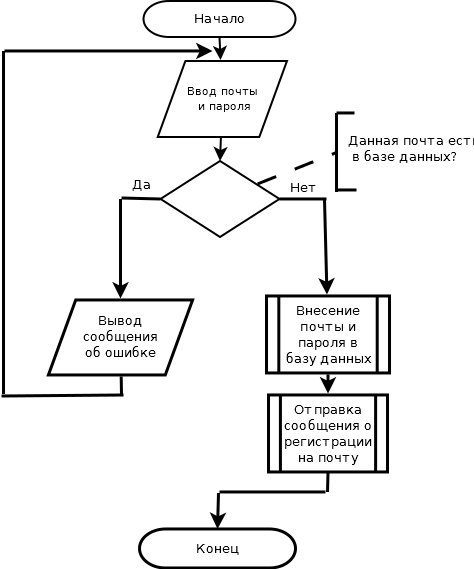 Начало
Ввод почты
и пароля
Данная почта ест
в базе данных?
Да
Нет
Вывод
сообщения
об ошибке
Внесение
почты и
пароля в
базу данных
Отправка
сообщения о
регистрации
на почту
Конец